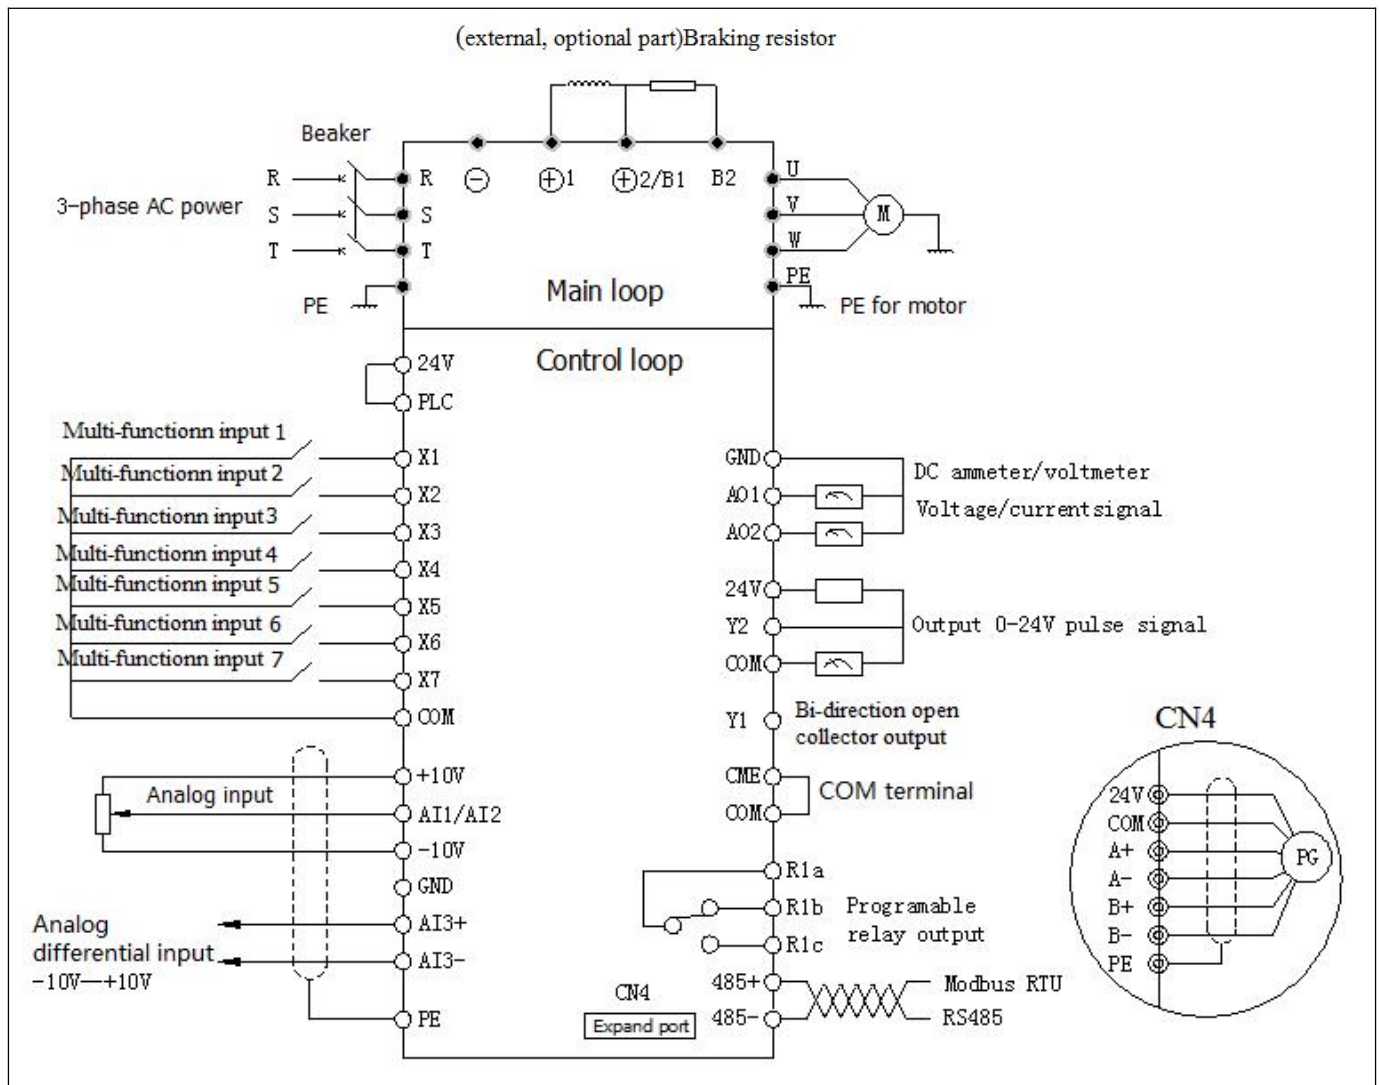 (external, optional part)Braking resistor
Beaker
3-phase AC power
R
S
T
PE
R
S
T
⊖
⊕1
⊕2/B1
B2
U
V
W
PE
M
PE for motor
Main loop
Control loop
24V
PLC
Multi-functionn input 1
X1
Multi-functionn input 2
X2
Multi-functionn input3
X3
Multi-functionn input 4
X4
Multi-functionn input 5
X5
Multi-functionn input 6
X6
Multi-functionn input 7
X7
COM
+10V
Analog input
AI1/AI2
-10V
GND
Analog
differential input
-10V—+10V
AI3+
AI3-
PE
GND
AO1
AO2
DC ammeter/voltmeter
Voltage/currentsignal
24V
Y2
COM
Output 0-24V pulse signal
Y1
Bi-direction open
collector output
CME
COM
COM terminal
R1a
R1b
R1c
Programable
relay output
CN4
Expand port
485+
485-
Modbus RTU
RS485
CN4
24V
COM
A+
A-
B+
B-
PE
PG